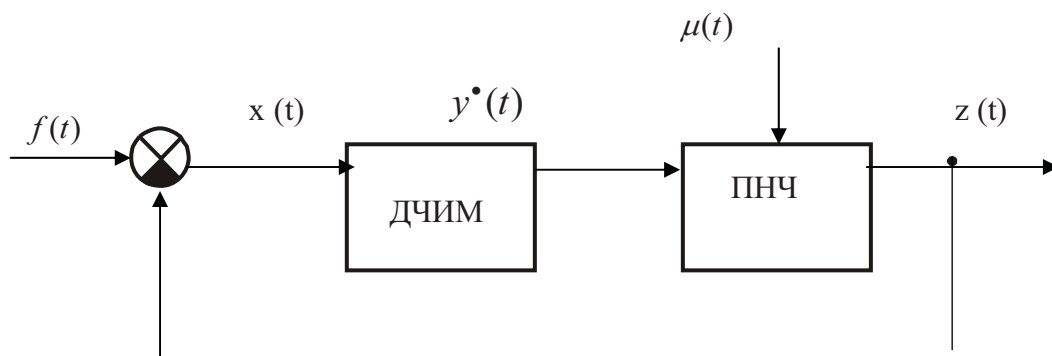 μ(t)
f(t)
x (t)
y•(t)
z (t)
ДЧИМ
ПНЧ